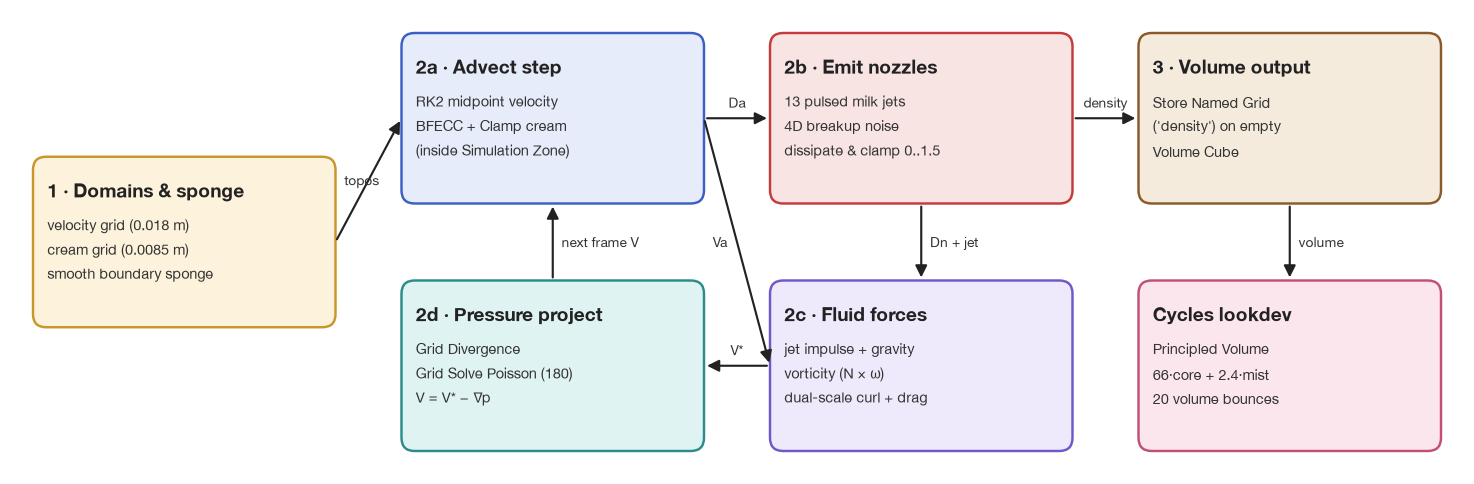 1 · Domains & sponge
velocity grid (0.018 m)
cream grid (0.0085 m)
smooth boundary sponge
topos
2a · Advect step
RK2 midpoint velocity
BFECC + Clamp cream
(inside Simulation Zone)
Da
2b · Emit nozzles
13 pulsed milk jets
4D breakup noise
dissipate & clamp 0..1.5
density
3 · Volume output
Store Named Grid
('density') on empty
Volume Cube
next frame V
Va
Dn + jet
volume
2d · Pressure project
Grid Divergence
Grid Solve Poisson (180)
V = V* − ∇p
V*
2c · Fluid forces
jet impulse + gravity
vorticity (N × ω)
dual-scale curl + drag
Cycles lookdev
Principled Volume
66·core + 2.4·mist
20 volume bounces